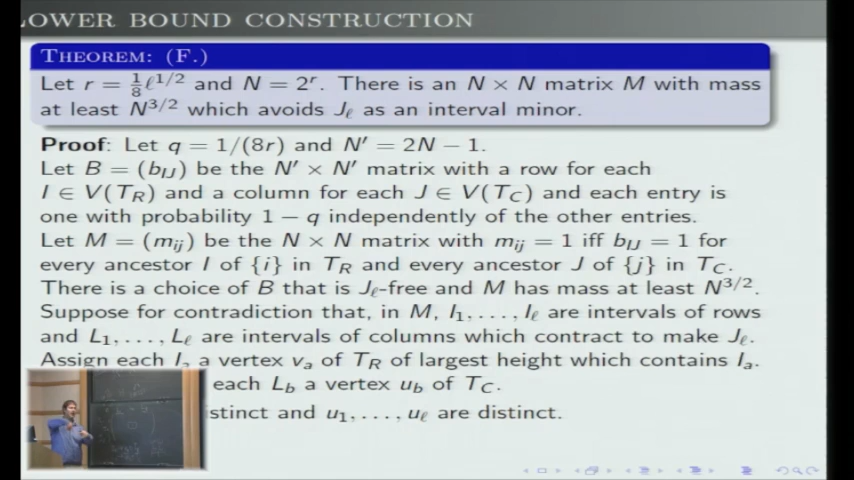 LOWER BOUND CONSTRUCTION
THEOREM: (F.)
Let r = 1/8 ℓ^{1/2} and N = 2^r. There is an N × N matrix M with mass
at least N^{3/2} which avoids J_ℓ as an interval minor.
Proof: Let q = 1/(8r) and N′ = 2N − 1.
Let B = (b_{IJ}) be the N′ × N′ matrix with a row for each
I ∈ V(T_R) and a column for each J ∈ V(T_C) and each entry is
one with probability 1 − q independently of the other entries.
Let M = (m_{ij}) be the N × N matrix with m_{ij} = 1 iff b_{IJ} = 1 for
every ancestor I of {i} in T_R and every ancestor J of {j} in T_C.
There is a choice of B that is J_ℓ-free and M has mass at least N^{3/2}.
Suppose for contradiction that, in M, I_1, . . . , I_ℓ are intervals of rows
and L_1, . . . , L_ℓ are intervals of columns which contract to make J_ℓ.
Assign each I_a a vertex v_a of T_R of largest height which contains I_a.
each L_b a vertex u_b of T_C.
stinct and u_1, . . . , u_ℓ are distinct.